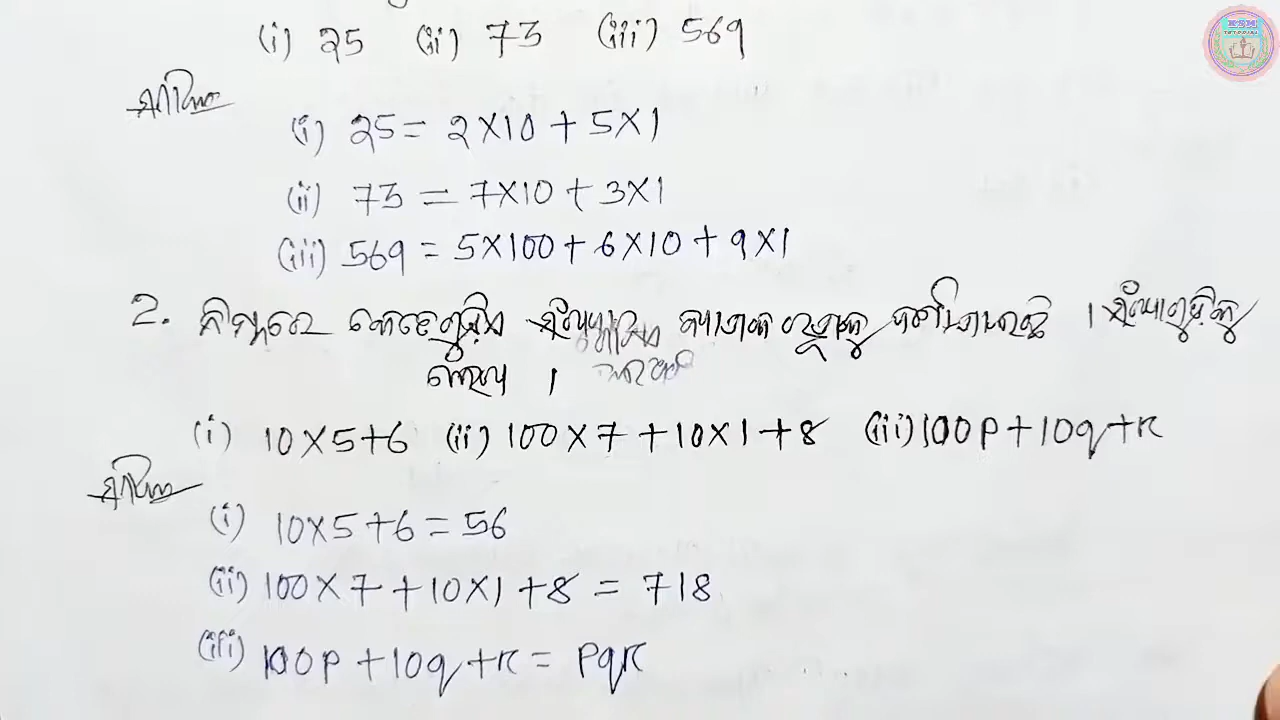 (i) 25 (ii) 73 (iii) 569
ସମାଧାନ
(i) 25 = 2×10 + 5×1
(ii) 73 = 7×10 + 3×1
(iii) 569 = 5×100 + 6×10 + 9×1
2. ନିମ୍ନରେ କେତେଗୁଡ଼ିଏ
ଲେଖ ।
(i) 10×5+6 (ii) 100×7+10×1+8 (iii) 100p+10q+r
ସମାଧାନ
(i) 10×5+6=56
(ii) 100×7+10×1+8 = 718
(iii) 100p+10q+r = pqr